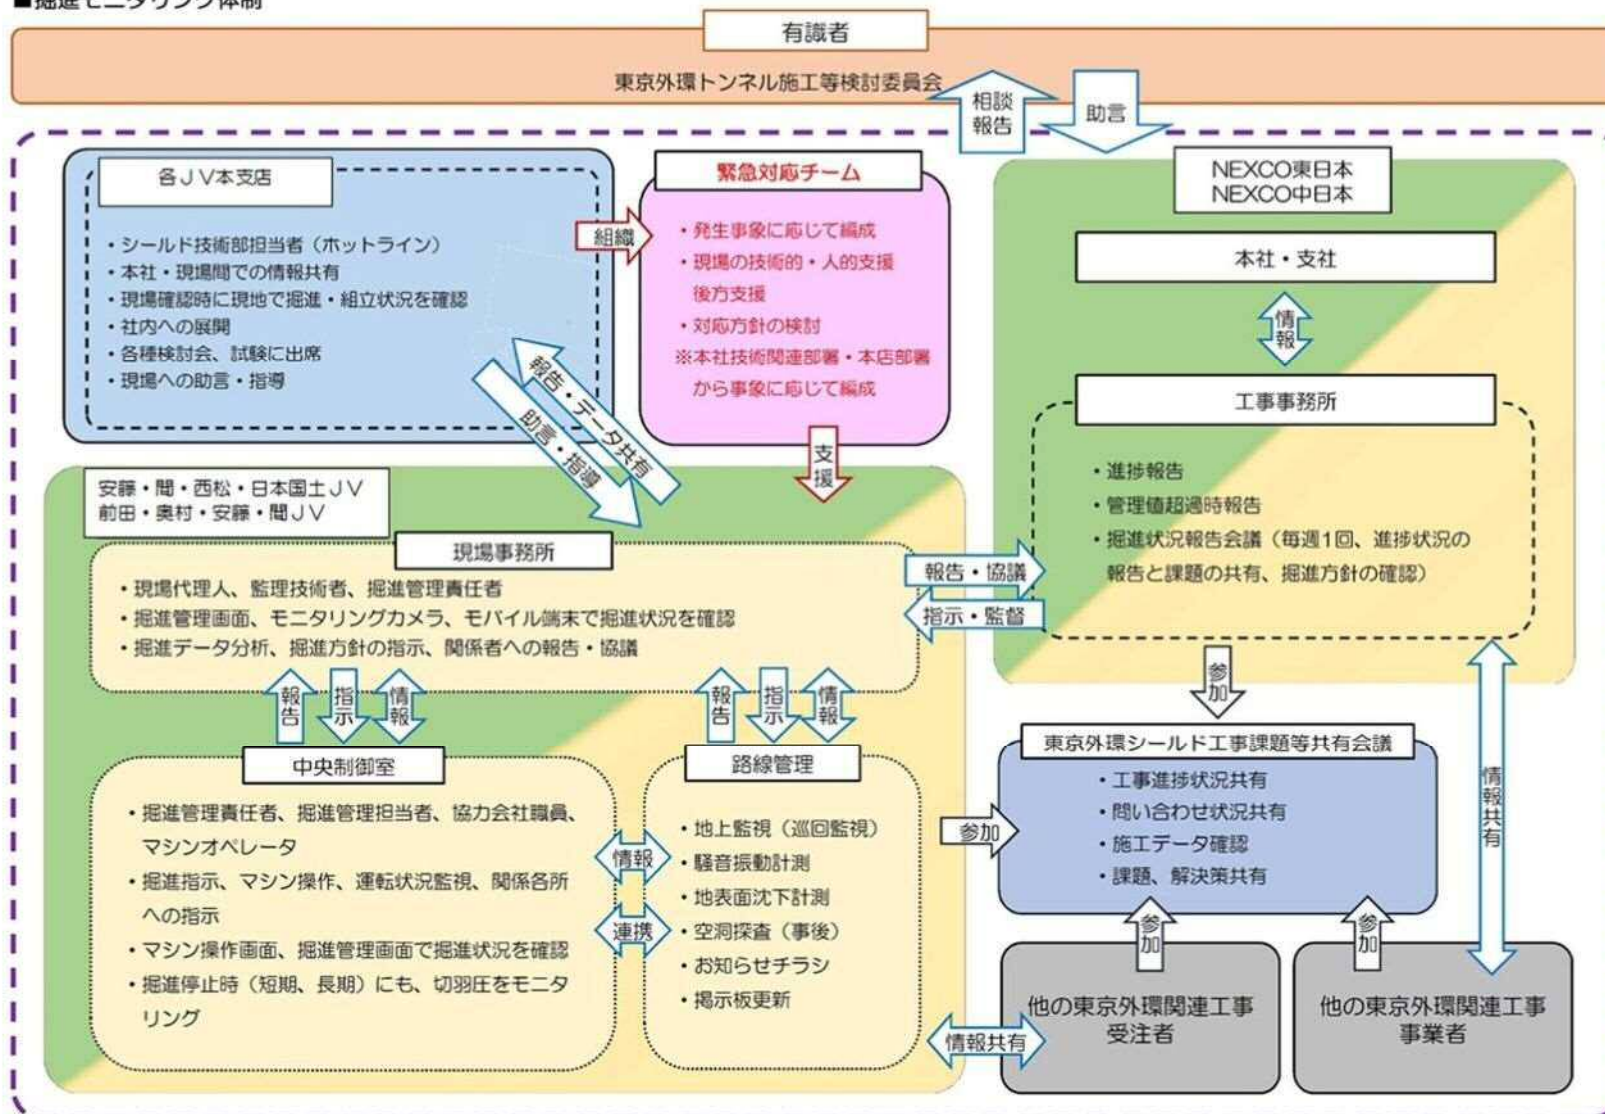 ■掘進モニタリング体制
有識者
東京外環トンネル施工等検討委員会
相談
報告
助言
各JV本支店
・シールド技術部担当者（ホットライン）
・本社・現場間での情報共有
・現場確認時に現地で掘進・組立状況を確認
・社内への展開
・各種検討会、試験に出席
・現場への助言・指導
組織
緊急対応チーム
・発生事象に応じて編成
・現場の技術的・人的支援
後方支援
・対応方針の検討
※本社技術関連部署・本店部署
から事象に応じて編成
支援
報告・データ共有
助言・指導
NEXCO東日本
NEXCO中日本
本社・支社
情報
工事事務所
・進捗報告
・管理値超過時報告
・掘進状況報告会議（毎週1回、進捗状況の
報告と課題の共有、掘進方針の確認）
安藤・間・西松・日本国土JV
前田・奥村・安藤・間JV
現場事務所
・現場代理人、監理技術者、掘進管理責任者
・掘進管理画面、モニタリングカメラ、モバイル端末で掘進状況を確認
・掘進データ分析、掘進方針の指示、関係者への報告・協議
報告・協議
指示・監督
報告
指示
情報
報告
指示
情報
中央制御室
・掘進管理責任者、掘進管理担当者、協力会社職員、
マシンオペレータ
・掘進指示、マシン操作、運転状況監視、関係各所
への指示
・マシン操作画面、掘進管理画面で掘進状況を確認
・掘進停止時（短期、長期）にも、切羽圧をモニタ
リング
情報
連携
路線管理
・地上監視（巡回監視）
・騒音振動計測
・地表面沈下計測
・空洞探査（事後）
・お知らせチラシ
・掲示板更新
参加
参加
東京外環シールド工事課題等共有会議
・工事進捗状況共有
・問い合わせ状況共有
・施工データ確認
・課題、解決策共有
情報共有
参加
参加
他の東京外環関連工事
受注者
他の東京外環関連工事
事業者
情報共有